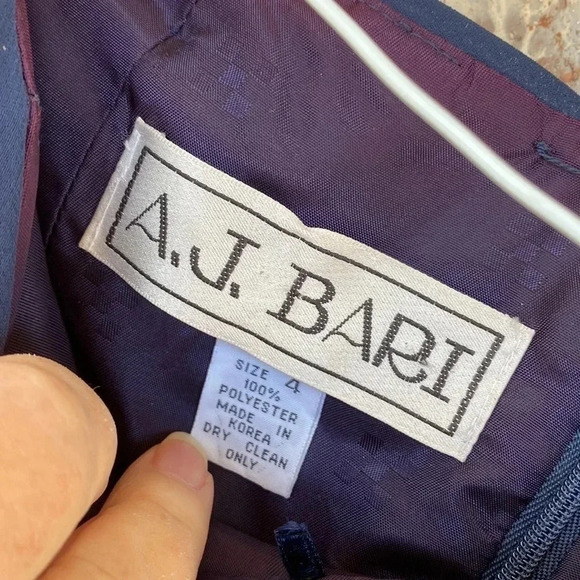 A.J. BARI
SIZE 4
100%
POLYESTER
MADE IN
KOREA
DRY CLEAN
ONLY